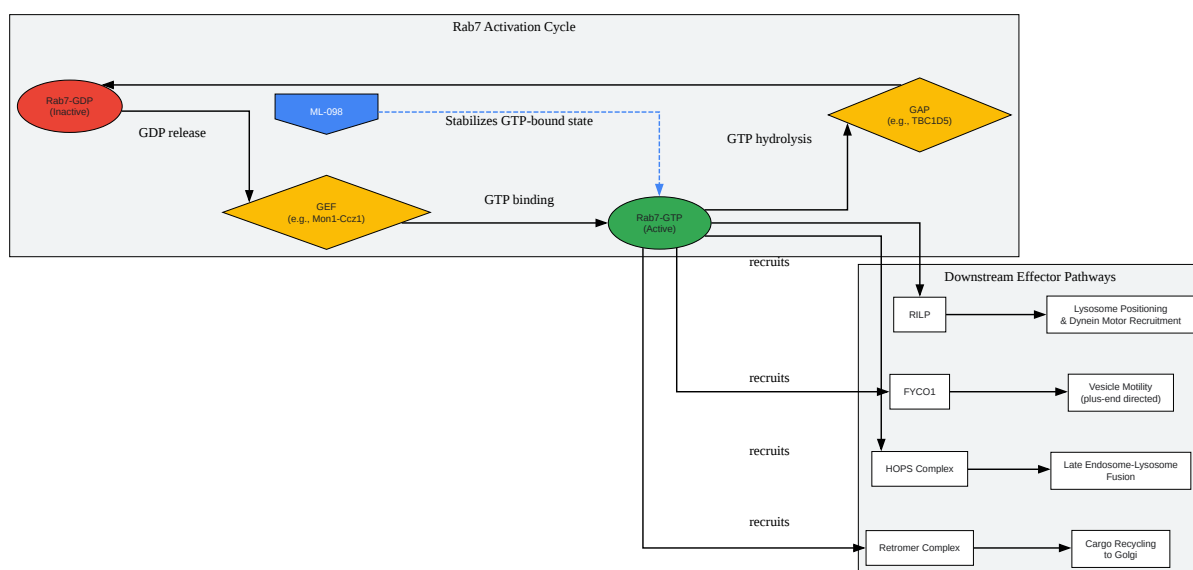 Rab7 Activation Cycle
Rab7-GDP
(Inactive)
ML-098
GAP
(e.g., TBC1D5)
Stabilizes GTP-bound state
GDP release
GTP hydrolysis
GEF
(e.g., Mon1-Ccz1)
GTP binding
Rab7-GTP
(Active)
recruits
Downstream Effector Pathways
RILP
Lysosome Positioning
& Dynein Motor Recruitment
recruits
FYCO1
Vesicle Motility
(plus-end directed)
recruits
HOPS Complex
Late Endosome-Lysosome
Fusion
recruits
Retromer Complex
Cargo Recycling
to Golgi